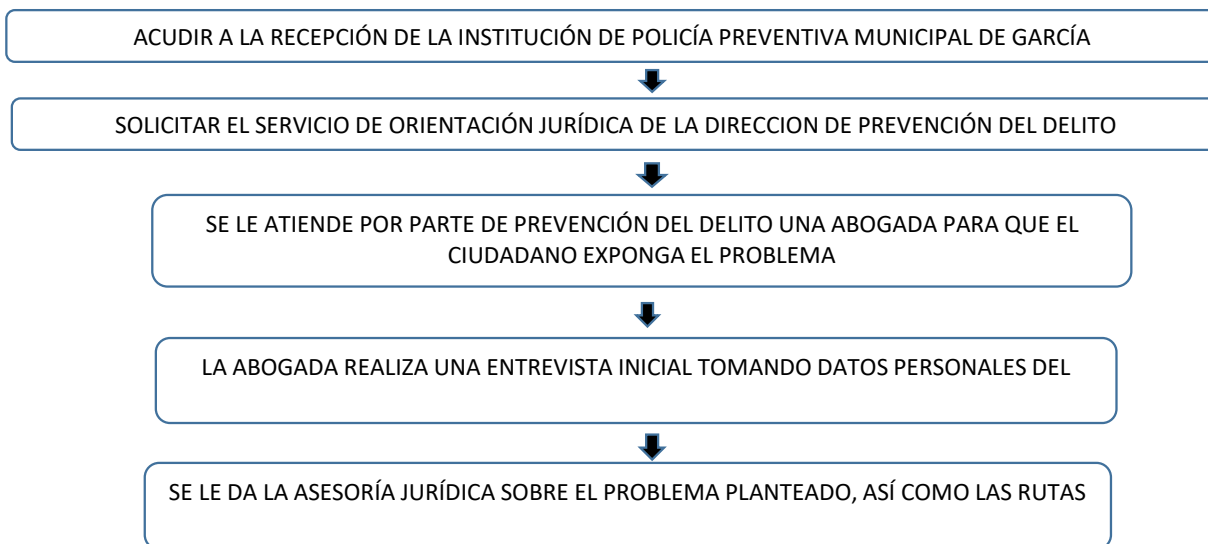 ACUDIR A LA RECEPCIÓN DE LA INSTITUCIÓN DE POLICÍA PREVENTIVA MUNICIPAL DE GARCÍA
SOLICITAR EL SERVICIO DE ORIENTACIÓN JURÍDICA DE LA DIRECCION DE PREVENCIÓN DEL DELITO
SE LE ATIENDE POR PARTE DE PREVENCIÓN DEL DELITO UNA ABOGADA PARA QUE EL
CIUDADANO EXPONGA EL PROBLEMA
LA ABOGADA REALIZA UNA ENTREVISTA INICIAL TOMANDO DATOS PERSONALES DEL
SE LE DA LA ASESORÍA JURÍDICA SOBRE EL PROBLEMA PLANTEADO, ASÍ COMO LAS RUTAS